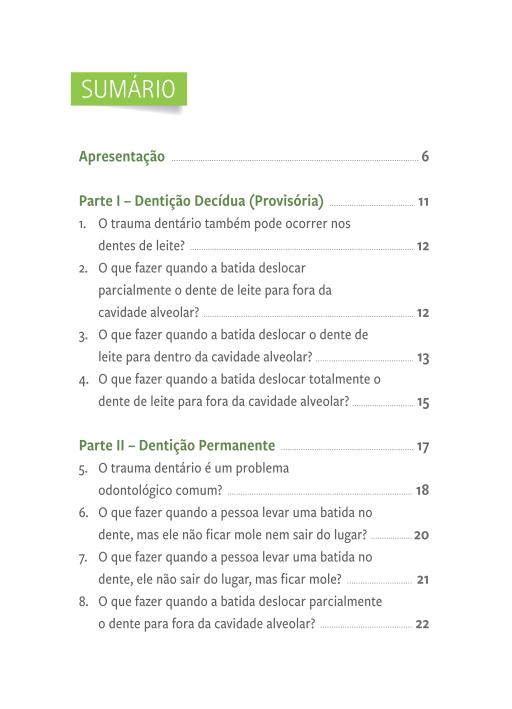 SUMÁRIO
Apresentação 6
Parte I – Dentição Decídua (Provisória) 11
1. O trauma dentário também pode ocorrer nos
dentes de leite? 12
2. O que fazer quando a batida deslocar
parcialmente o dente de leite para fora da
cavidade alveolar? 12
3. O que fazer quando a batida deslocar o dente de
leite para dentro da cavidade alveolar? 13
4. O que fazer quando a batida deslocar totalmente o
dente de leite para fora da cavidade alveolar? 15
Parte II – Dentição Permanente 17
5. O trauma dentário é um problema
odontológico comum? 18
6. O que fazer quando a pessoa levar uma batida no
dente, mas ele não ficar mole nem sair do lugar? 20
7. O que fazer quando a pessoa levar uma batida no
dente, ele não sair do lugar, mas ficar mole? 21
8. O que fazer quando a batida deslocar parcialmente
o dente para fora da cavidade alveolar? 22